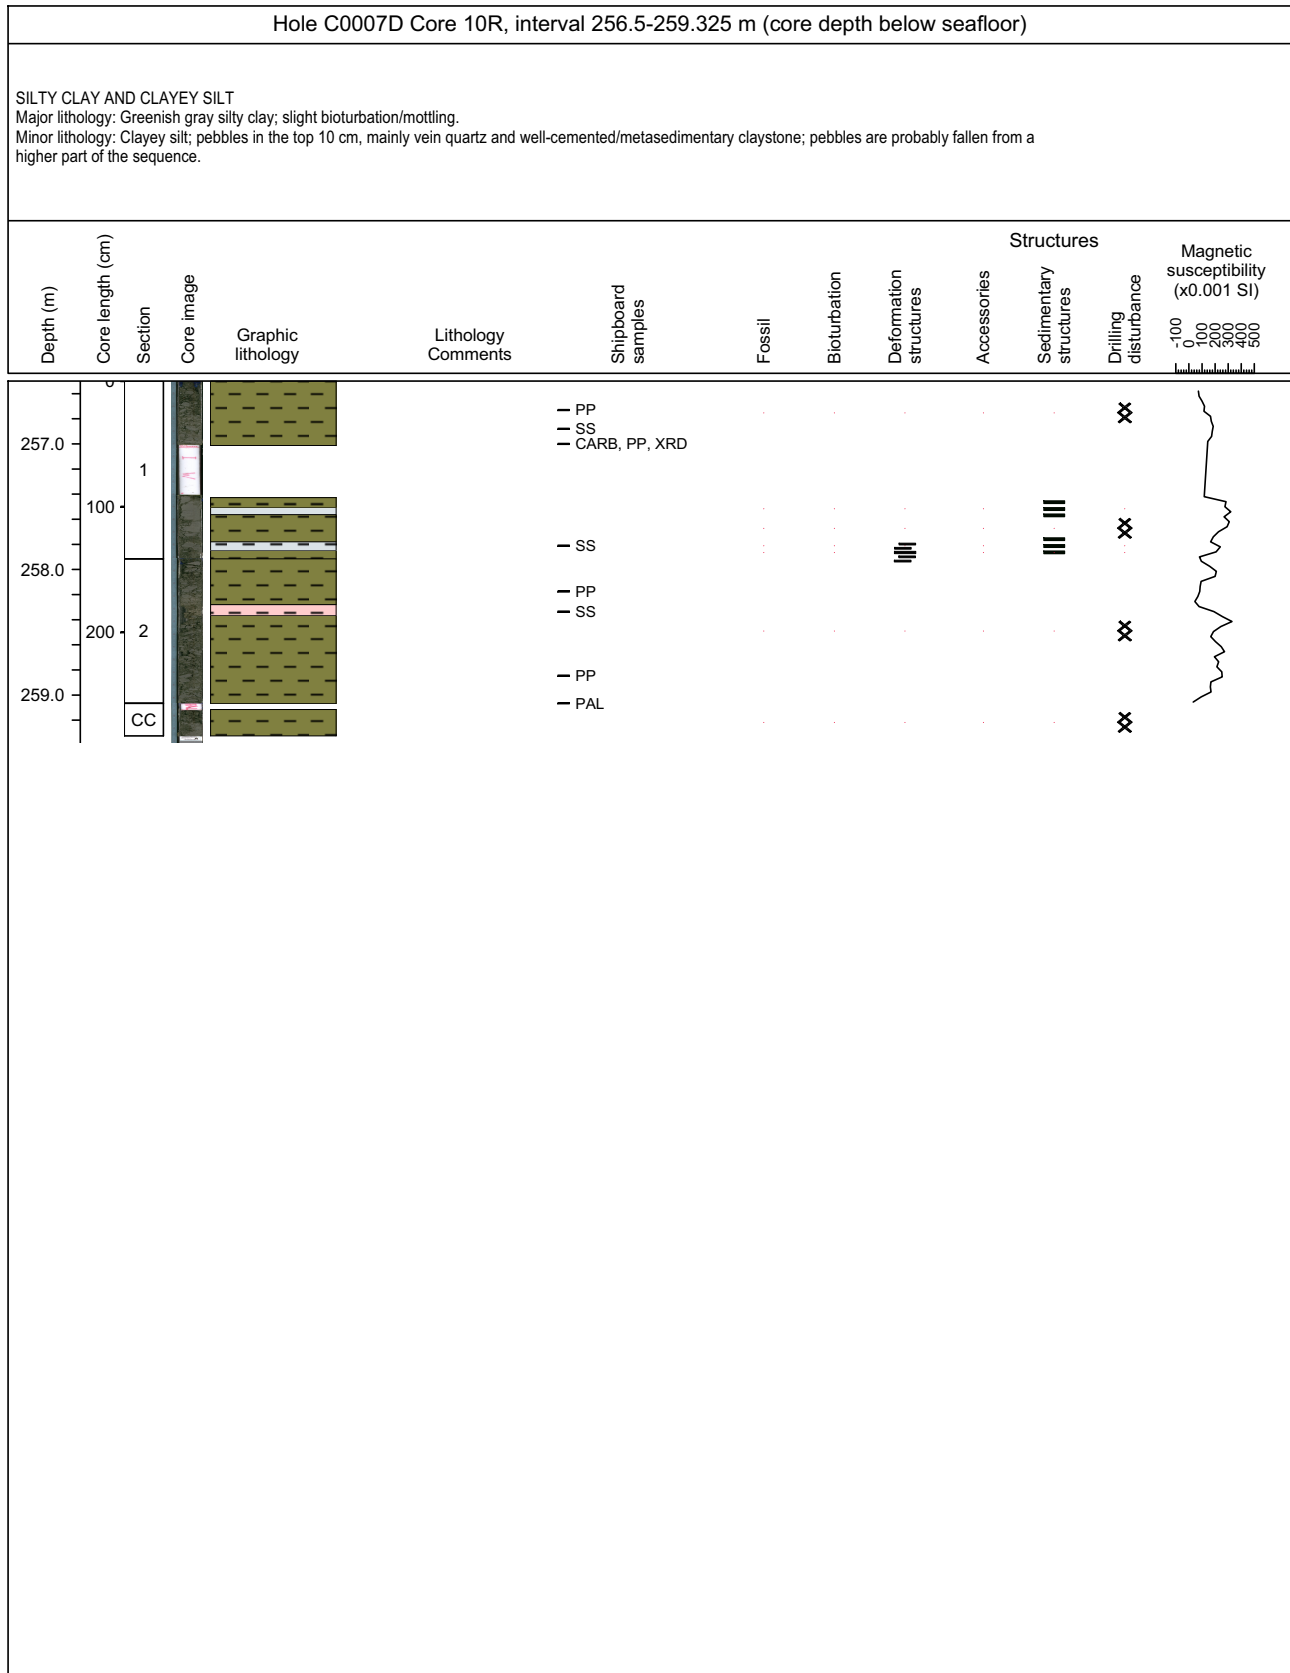 Hole C0007D Core 10R, interval 256.5-259.325 m (core depth below seafloor)
SILTY CLAY AND CLAYEY SILT
Major lithology: Greenish gray silty clay; slight bioturbation/mottling.
Minor lithology: Clayey silt; pebbles in the top 10 cm, mainly vein quartz and well-cemented/metasedimentary claystone; pebbles are probably fallen from a
higher part of the sequence.
Depth (m)
Core length (cm)
Section
Core image
Graphic
lithology
Lithology
Comments
Shipboard
samples
Fossil
Bioturbation
Deformation
structures
Accessories
Structures
Sedimentary
structures
Drilling
disturbance
Magnetic
susceptibility
(x0.001 SI)
-100
0
100
200
300
400
500
0
PP
SS
257.0
CARB, PP, XRD
1
100
SS
258.0
PP
SS
200
2
PP
259.0
PAL
CC